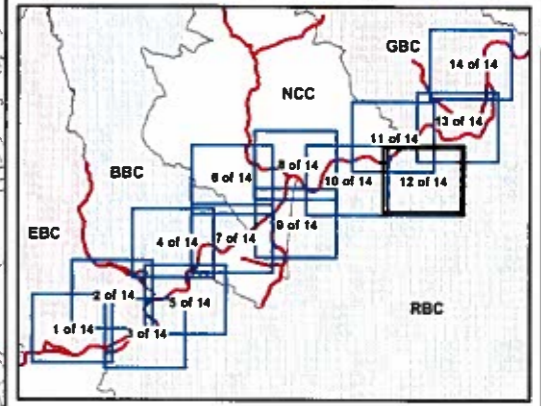 GBC
14 of 14
NCC
13 of 14
11 of 14
BBC
8 of 14
6 of 14
10 of 14
12 of 14
9 of 14
EBC
4 of 14
7 of 14
2 of 14
5 of 14
RBC
1 of 14
of 14